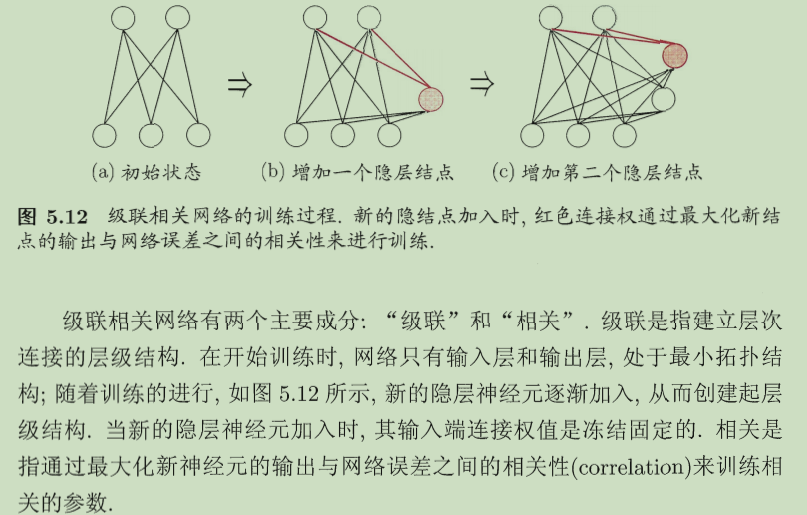 (a) 初始状态 (b) 增加一个隐层结点 (c) 增加第二个隐层结点
图 5.12 级联相关网络的训练过程. 新的隐结点加入时, 红色连接权通过最大化新结
点的输出与网络误差之间的相关性来进行训练.
级联相关网络有两个主要成分: “级联”和“相关”. 级联是指建立层次
连接的层级结构. 在开始训练时, 网络只有输入层和输出层, 处于最小拓扑结
构; 随着训练的进行, 如图 5.12 所示, 新的隐层神经元逐渐加入, 从而创建起层
级结构. 当新的隐层神经元加入时, 其输入端连接权值是冻结固定的. 相关是
指通过最大化新神经元的输出与网络误差之间的相关性(correlation)来训练相
关的参数.